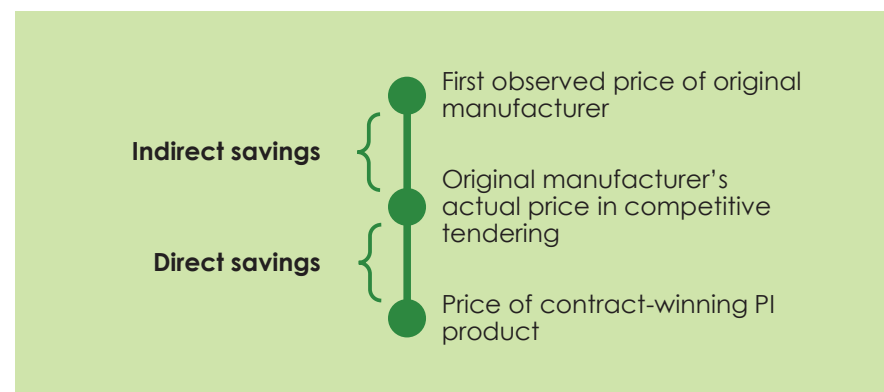 First observed price of original
manufacturer
Indirect savings
Original manufacturer’s
actual price in competitive
tendering
Direct savings
Price of contract-winning PI
product